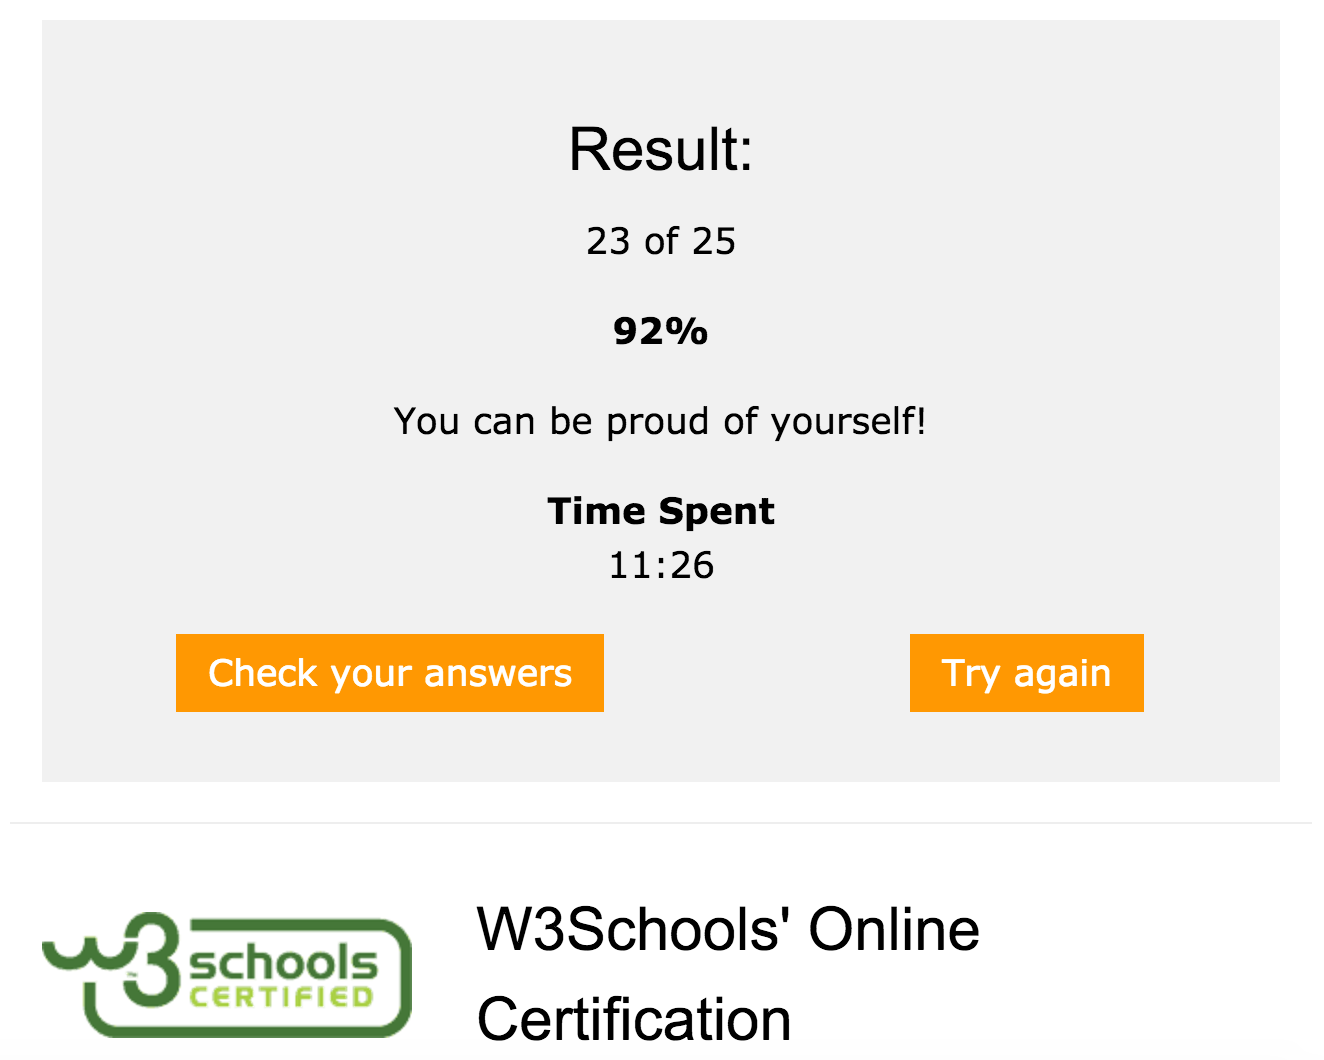 Result:
23 of 25
92%
You can be proud of yourself!
Time Spent
11:26
Check your answers
Try again
w3schools
CERTIFIED
W3Schools' Online
Certification